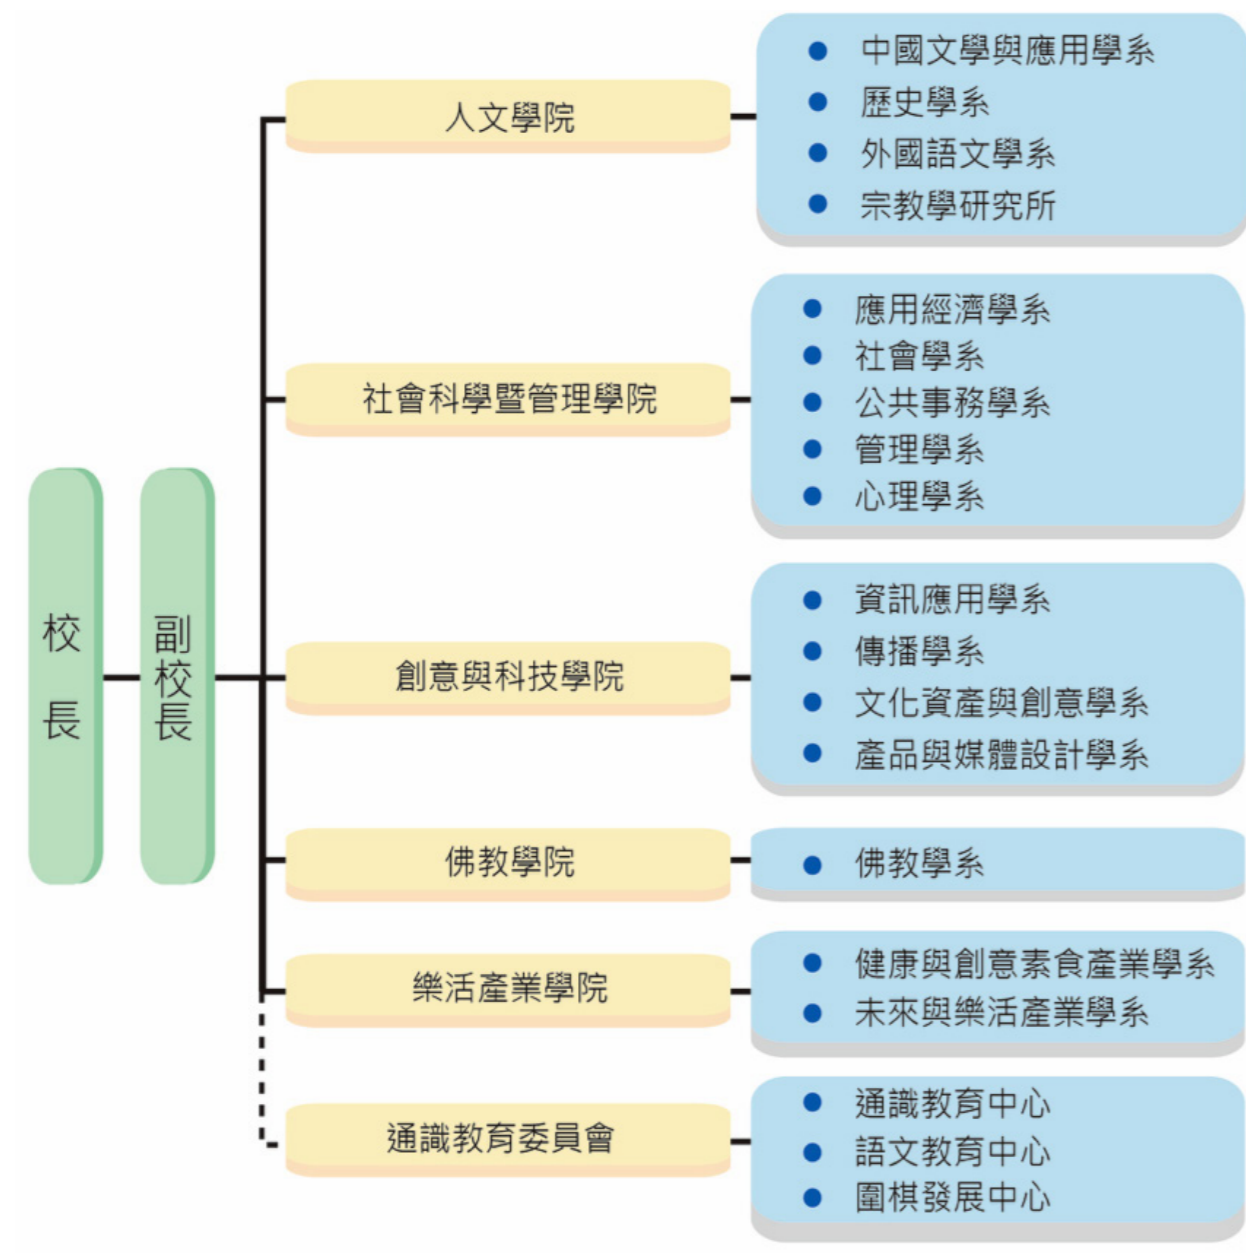 校長
副校長
人文學院
中國文學與應用學系
歷史學系
外國語文學系
宗教學研究所
社會科學暨管理學院
應用經濟學系
社會學系
公共事務學系
管理學系
心理學系
創意與科技學院
資訊應用學系
傳播學系
文化資產與創意學系
產品與媒體設計學系
佛教學院
佛教學系
樂活產業學院
健康與創意素食產業學系
未來與樂活產業學系
通識教育委員會
通識教育中心
語文教育中心
圍棋發展中心